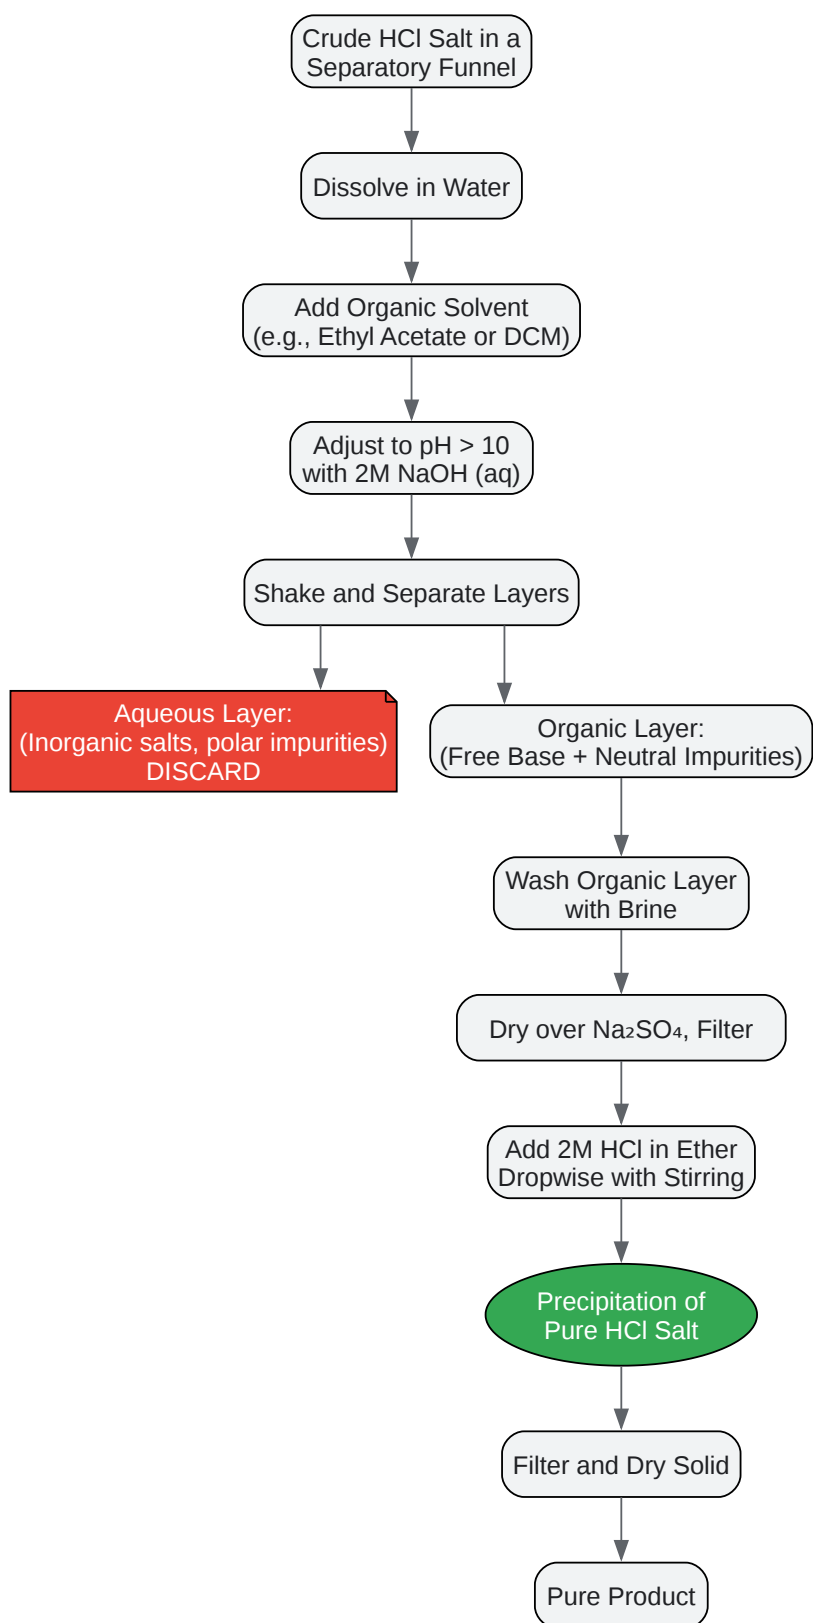 Crude HCl Salt in a
Separatory Funnel
Dissolve in Water
Add Organic Solvent
(e.g., Ethyl Acetate or DCM)
Adjust to pH > 10
with 2M NaOH (aq)
Shake and Separate Layers
Aqueous Layer:
(Inorganic salts, polar impurities)
DISCARD
Organic Layer:
(Free Base + Neutral Impurities)
Wash Organic Layer
with Brine
Dry over Na₂SO₄, Filter
Add 2M HCl in Ether
Dropwise with Stirring
Precipitation of
Pure HCl Salt
Filter and Dry Solid
Pure Product